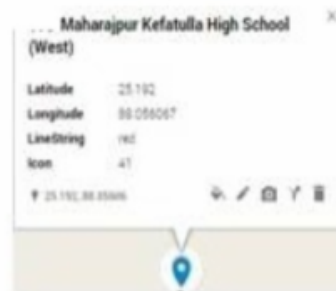 Maharajpur Kefatulla High School
(West)
Latitude 25.192
Longitude 88.056067
LineString red
Icon 41
25.192, 88.05606